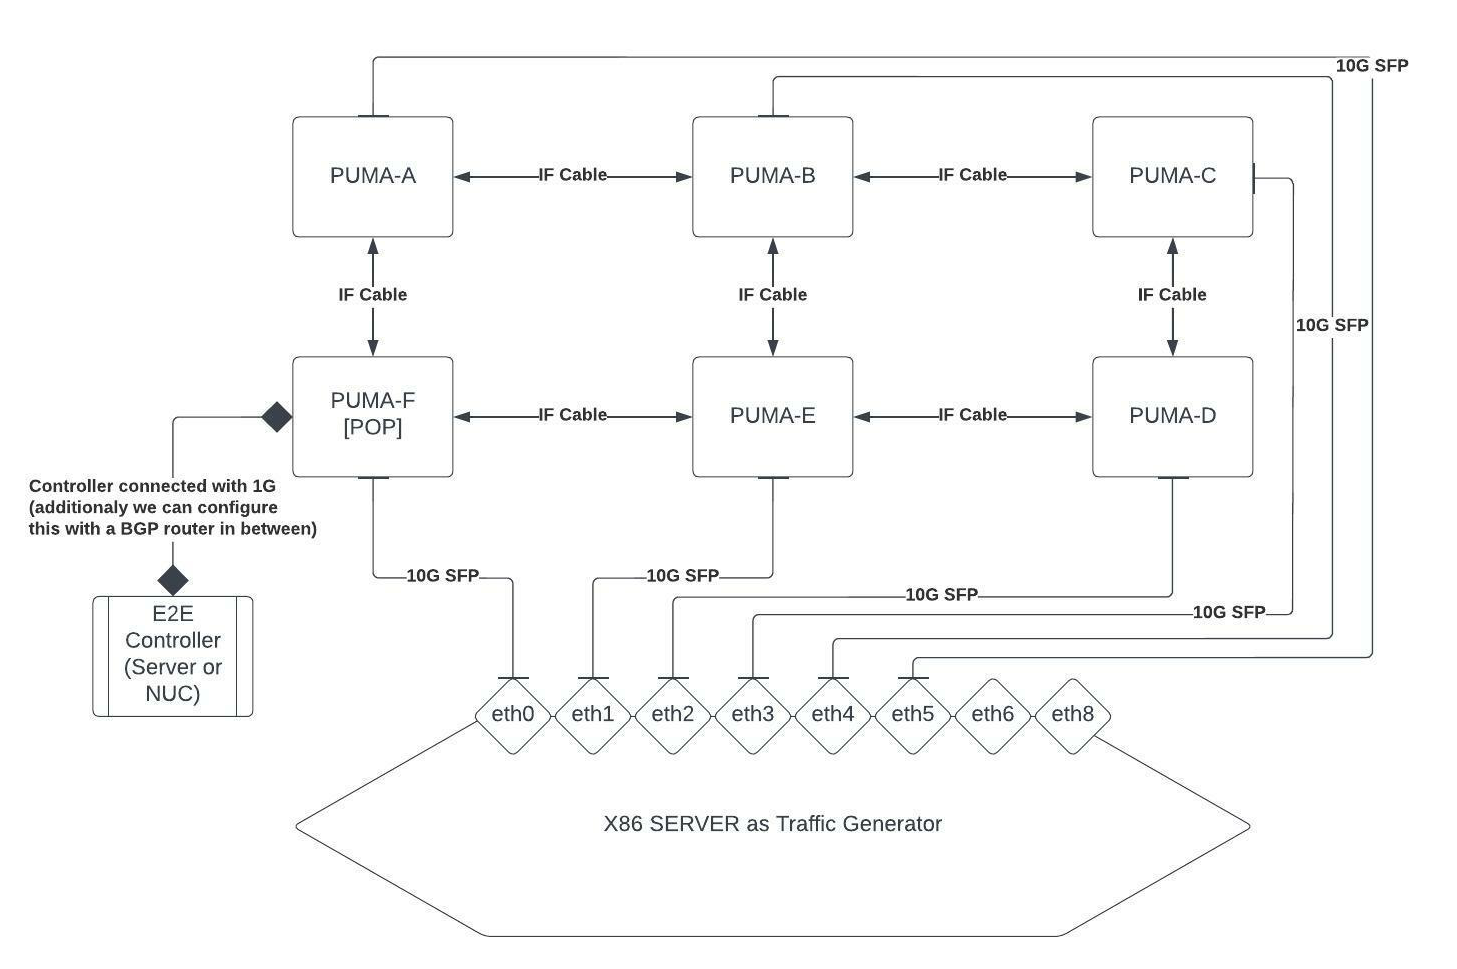 10G SFP
PUMA-A
IF Cable
PUMA-B
IF Cable
PUMA-C
IF Cable
IF Cable
IF Cable
10G SFP
PUMA-F
[POP]
IF Cable
PUMA-E
IF Cable
PUMA-D
Controller connected with 1G
(additionaly we can configure
this with a BGP router in between)
10G SFP
10G SFP
10G SFP
10G SFP
E2E
Controller
(Server or
NUC)
eth0
eth1
eth2
eth3
eth4
eth5
eth6
eth8
X86 SERVER as Traffic Generator